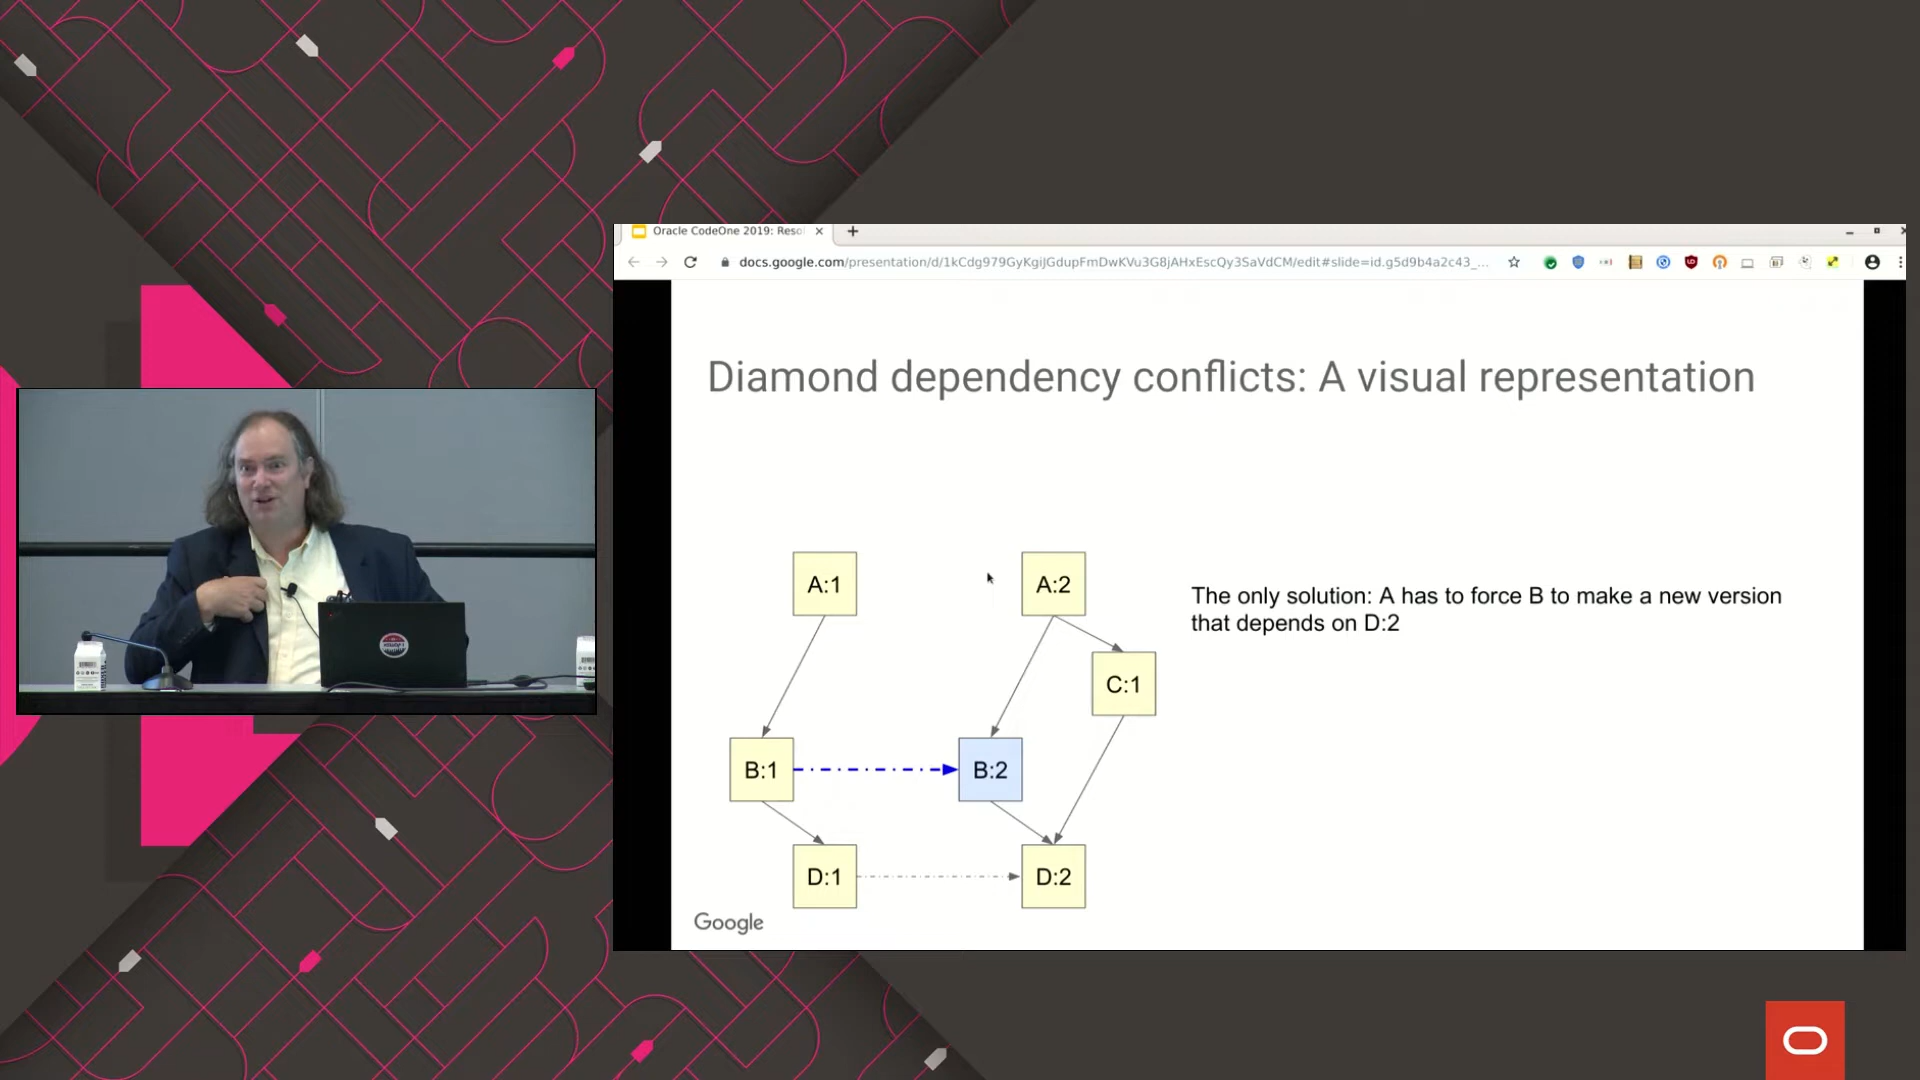 Oracle CodeOne 2019: Reso
docs.google.com/presentation/d/1kCdg979GyKgiJGdupFmDwKVu3G8jAHxEscQy3SaVdCM/edit#slide=id.g5d9b4a2c43_...
Diamond dependency conflicts: A visual representation
A:1
A:2
The only solution: A has to force B to make a new version
that depends on D:2
C:1
B:1
B:2
D:1
D:2
Google